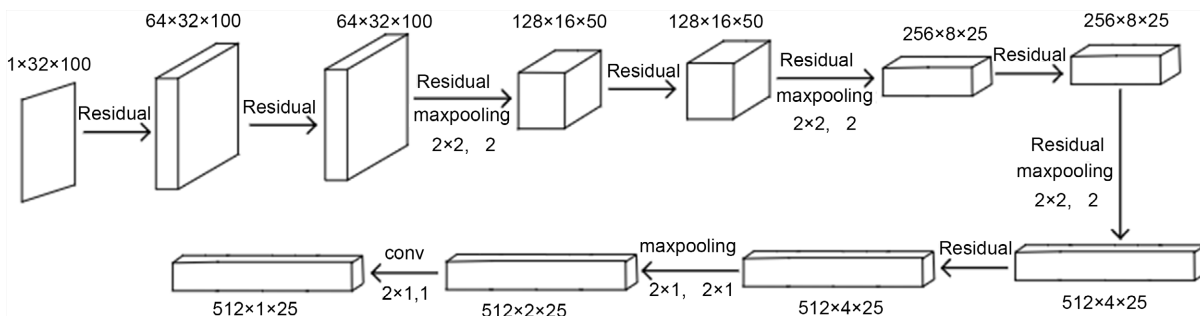 1×32×100
Residual
64×32×100
Residual
64×32×100
Residual
maxpooling
2×2, 2
128×16×50
Residual
128×16×50
Residual
maxpooling
2×2, 2
256×8×25
Residual
256×8×25
Residual
maxpooling
2×2, 2
512×4×25
Residual
512×4×25
maxpooling
2×1, 2×1
512×2×25
conv
2×1,1
512×1×25